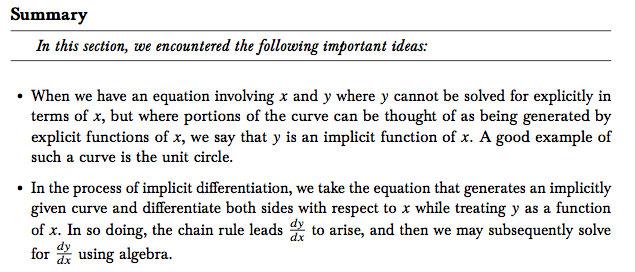 Summary
In this section, we encountered the following important ideas:
• When we have an equation involving x and y where y cannot be solved for explicitly in
terms of x, but where portions of the curve can be thought of as being generated by
explicit functions of x, we say that y is an implicit function of x. A good example of
such a curve is the unit circle.
• In the process of implicit differentiation, we take the equation that generates an implicitly
given curve and differentiate both sides with respect to x while treating y as a function
of x. In so doing, the chain rule leads dy/dx to arise, and then we may subsequently solve
for dy/dx using algebra.